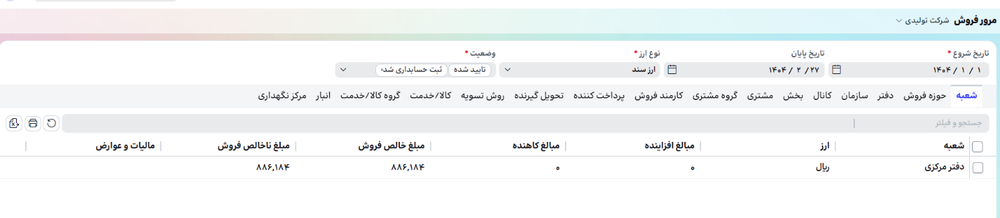 مرور فروش شرکت تولیدی
تاریخ شروع * تاریخ پایان نوع ارز * وضعیت *
۱۴۰۴ / ۱ / ۱ ۱۴۰۴ / ۲ / ۲۷ ارز سند تایید شده ثبت حسابداری شده
شعبه حوزه فروش دفتر سازمان کانال بخش مشتری گروه مشتری کارمند فروش پرداخت کننده تحویل گیرنده روش تسویه کالا/خدمت گروه کالا/خدمت انبار مرکز نگهداری
جستجو و فیلتر
شعبه ارز مبالغ افزاینده مبالغ کاهنده مبلغ خالص فروش مبلغ ناخالص فروش مالیات و عوارض
دفتر مرکزی ریال ۰ ۰ ۸۸۶,۱۸۴ ۸۸۶,۱۸۴